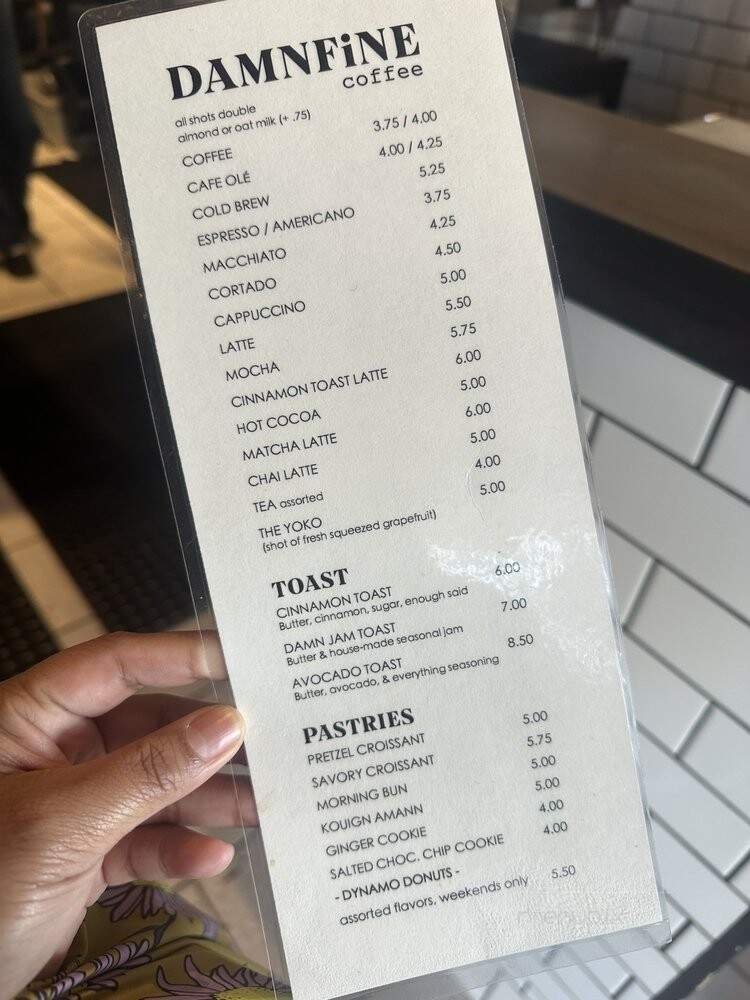 DAMNFiNE
coffee
all shots double
almond or oat milk (+ .75)
COFFEE 3.75 / 4.00
CAFE OLÉ 4.00 / 4.25
COLD BREW 5.25
ESPRESSO / AMERICANO 3.75
MACCHIATO 4.25
CORTADO 4.50
CAPPUCCINO 5.00
LATTE 5.50
MOCHA 5.75
CINNAMON TOAST LATTE 6.00
HOT COCOA 5.00
MATCHA LATTE 6.00
CHAI LATTE 5.00
TEA assorted 4.00
THE YOKO 5.00
(shot of fresh squeezed grapefruit)
TOAST
CINNAMON TOAST 6.00
Butter, cinnamon, sugar, enough said
DAMN JAM TOAST 7.00
Butter & house-made seasonal jam
AVOCADO TOAST 8.50
Butter, avocado, & everything seasoning
PASTRIES
PRETZEL CROISSANT 5.00
SAVORY CROISSANT 5.75
MORNING BUN 5.00
KOUIGN AMANN 5.00
GINGER COOKIE 4.00
SALTED CHOC. CHIP COOKIE 4.00
- DYNAMO DONUTS -
assorted flavors, weekends only 5.50